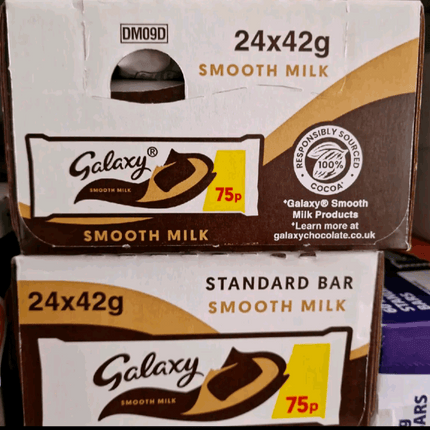 DM09D
24x42g
SMOOTH MILK
RESPONSIBLY SOURCED
100%
COCOA*
Galaxy®
SMOOTH MILK
75p
*Galaxy® Smooth
Milk Products
*Learn more at
galaxychocolate.co.uk
SMOOTH MILK
STANDARD BAR
24x42g
SMOOTH MILK
Galaxy
SMOOTH MILK
75p
BARS